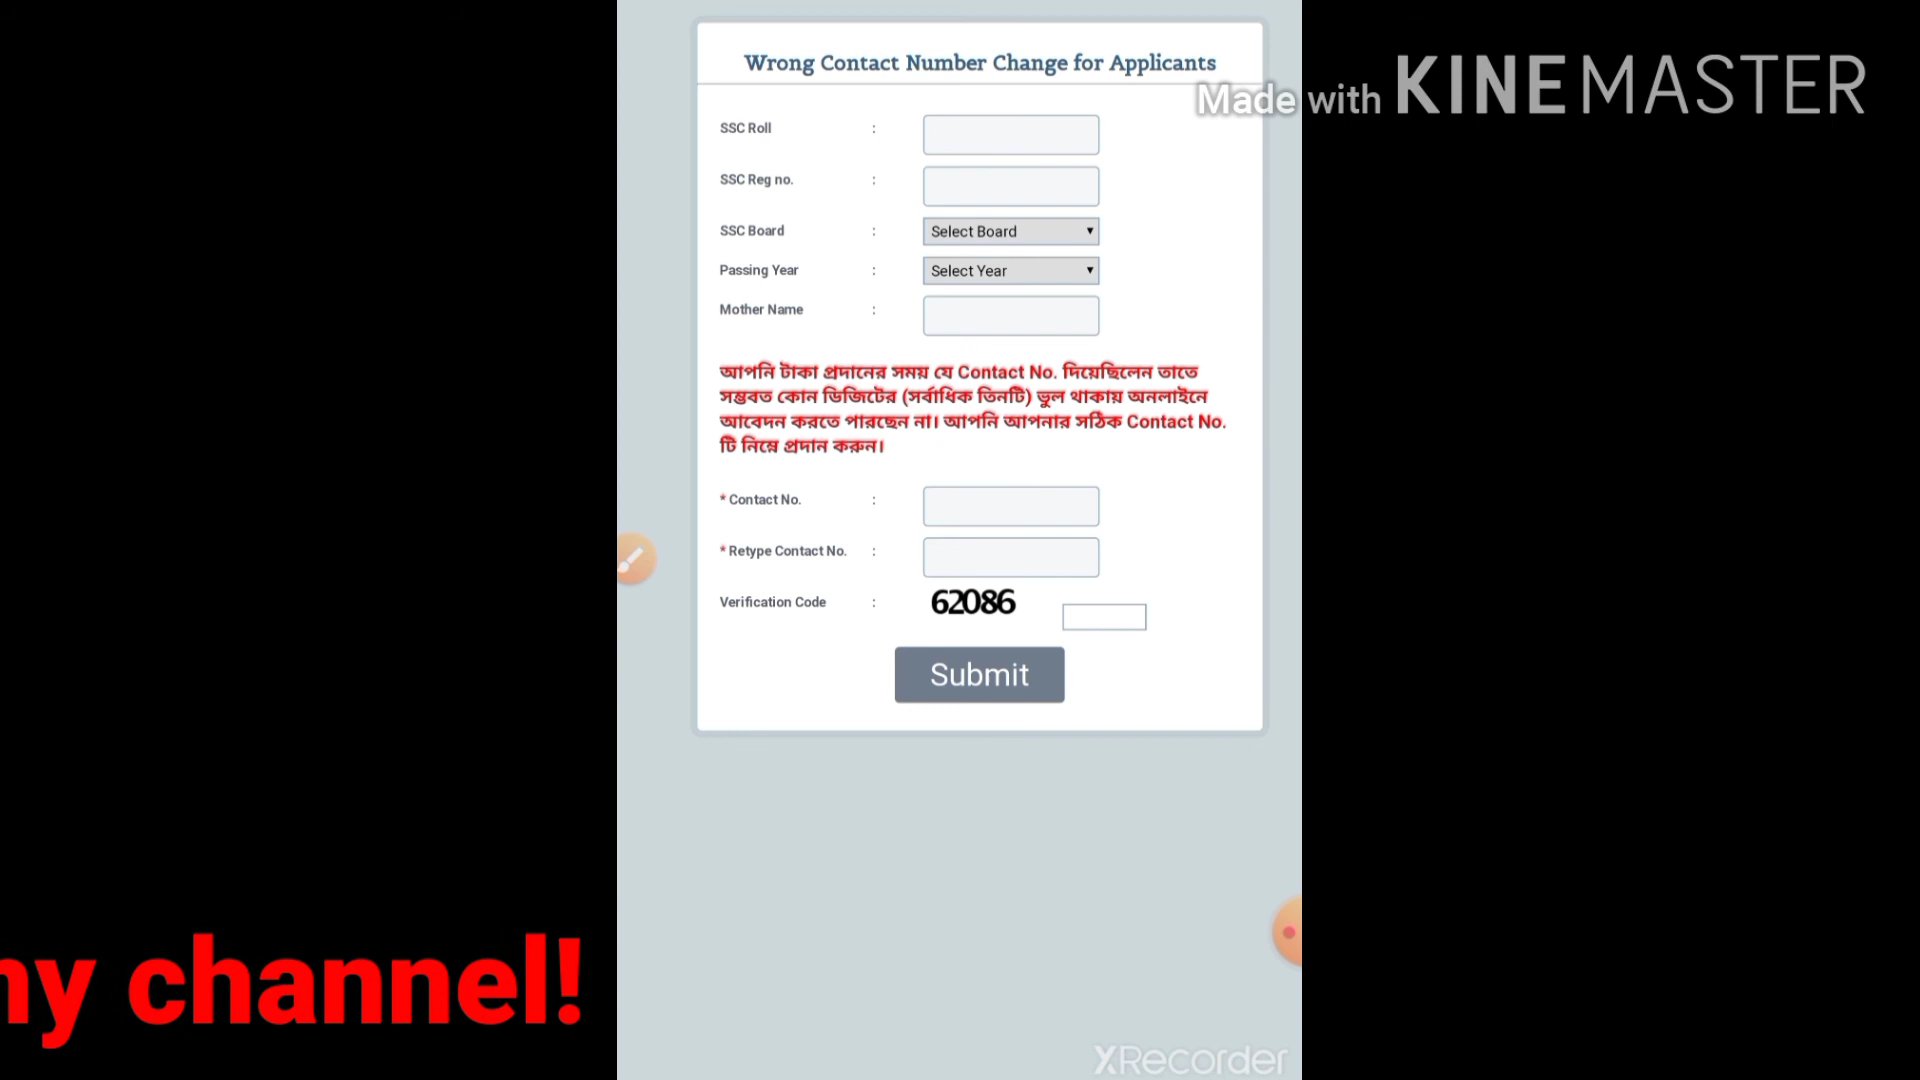 Wrong Contact Number Change for Applicants
Made with KINEMASTER
SSC Roll :
SSC Reg no. :
SSC Board : Select Board
Passing Year : Select Year
Mother Name :
আপনি টাকা প্রদানের সময় যে Contact No. দিয়েছিলেন তাতে
সম্ভবত কোন ডিজিটের (সর্বাধিক তিনটি) ভুল থাকায় অনলাইনে
আবেদন করতে পারছেন না। আপনি আপনার সঠিক Contact No.
টি নিম্নে প্রদান করুন।
* Contact No. :
* Retype Contact No. :
Verification Code : 62086
Submit
channel!
XRecorder